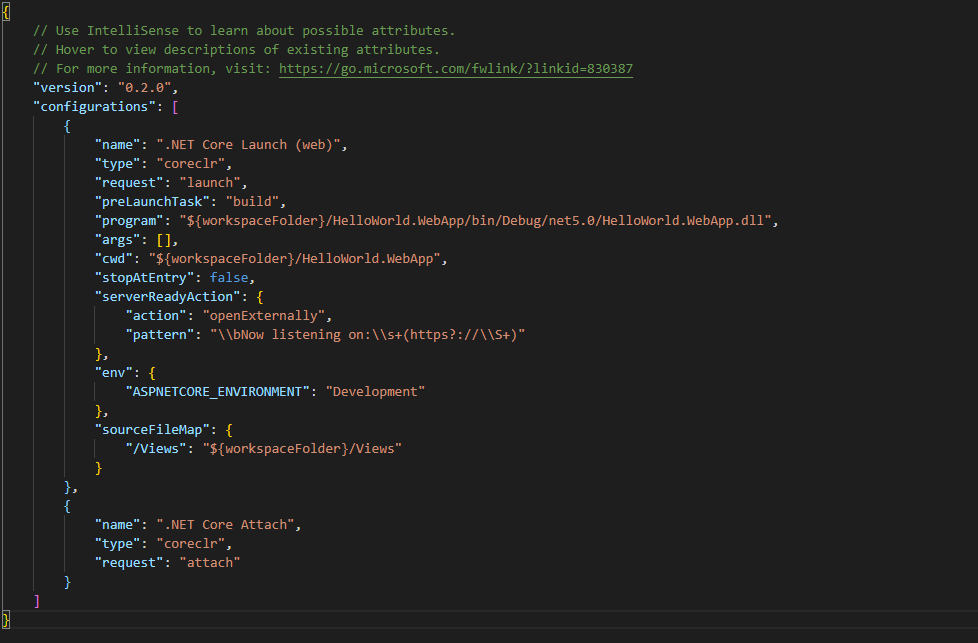 {
    // Use IntelliSense to learn about possible attributes.
    // Hover to view descriptions of existing attributes.
    // For more information, visit: https://go.microsoft.com/fwlink/?linkid=830387
    "version": "0.2.0",
    "configurations": [
        {
            "name": ".NET Core Launch (web)",
            "type": "coreclr",
            "request": "launch",
            "preLaunchTask": "build",
            "program": "${workspaceFolder}/HelloWorld.WebApp/bin/Debug/net5.0/HelloWorld.WebApp.dll",
            "args": [],
            "cwd": "${workspaceFolder}/HelloWorld.WebApp",
            "stopAtEntry": false,
            "serverReadyAction": {
                "action": "openExternally",
                "pattern": "\\bNow listening on:\\s+(https?://\\S+)"
            },
            "env": {
                "ASPNETCORE_ENVIRONMENT": "Development"
            },
            "sourceFileMap": {
                "/Views": "${workspaceFolder}/Views"
            }
        },
        {
            "name": ".NET Core Attach",
            "type": "coreclr",
            "request": "attach"
        }
    ]
}